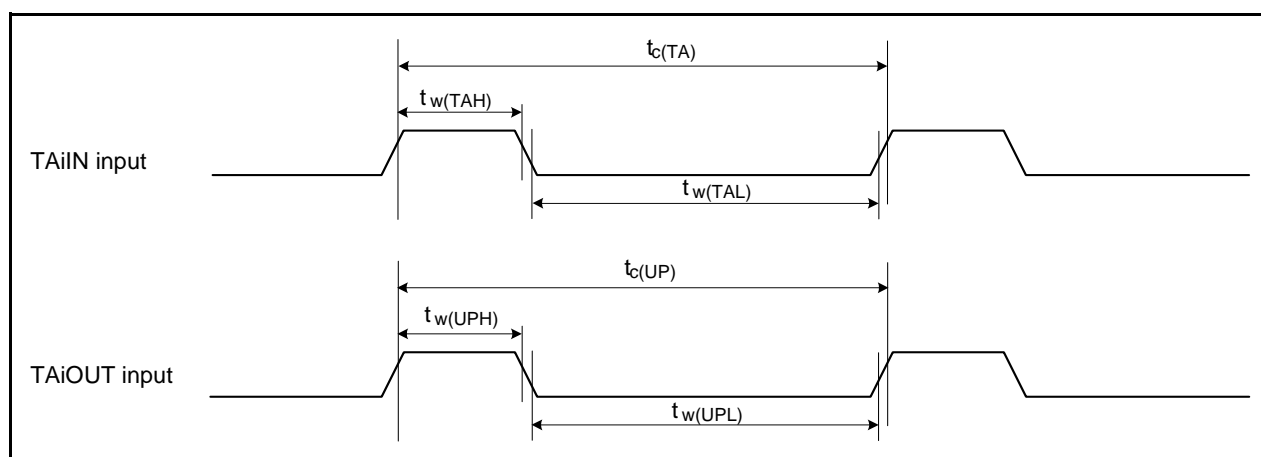 tc(TA)
tw(TAH)
TAiIN input
tw(TAL)
tc(UP)
tw(UPH)
TAiOUT input
tw(UPL)